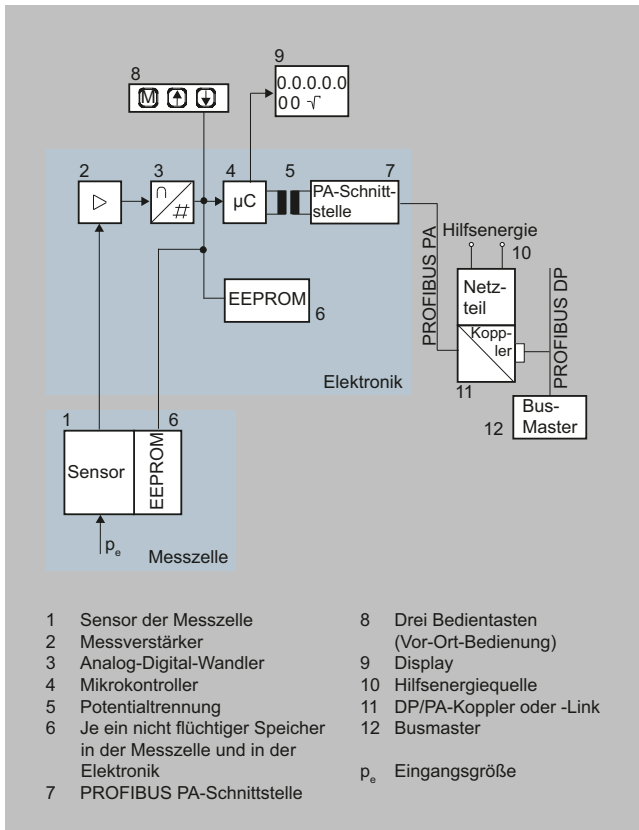 9
8
0.0.0.0.0
0 0 √
M
2
3
4
5
7
∩
#
µC
PA-Schnitt-
stelle
Hilfsenergie
10
PROFIBUS PA
PROFIBUS DP
Netz-
teil
EEPROM
6
Kopp-
ler
Elektronik
11
Bus-
Master
12
1
6
Sensor
EEPROM
pe
Messzelle
1 Sensor der Messzelle
2 Messverstärker
3 Analog-Digital-Wandler
4 Mikrokontroller
5 Potentialtrennung
6 Je ein nicht flüchtiger Speicher
in der Messzelle und in der
Elektronik
7 PROFIBUS PA-Schnittstelle
8 Drei Bedientasten
(Vor-Ort-Bedienung)
9 Display
10 Hilfsenergiequelle
11 DP/PA-Koppler oder -Link
12 Busmaster
pe Eingangsgröße